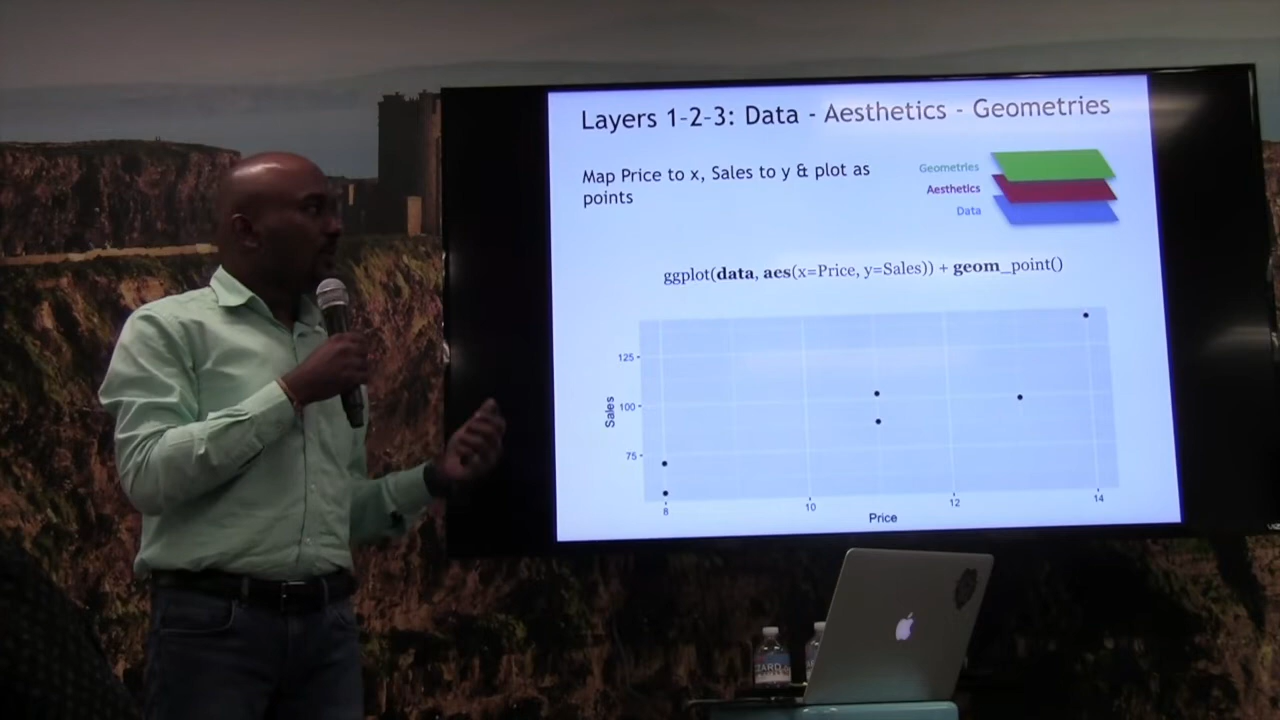 Layers 1-2-3: Data - Aesthetics - Geometries
Map Price to x, Sales to y & plot as
points
Geometries
Aesthetics
Data
ggplot(data, aes(x=Price, y=Sales)) + geom_point()
125
100
75
Sales
8
10
12
14
Price